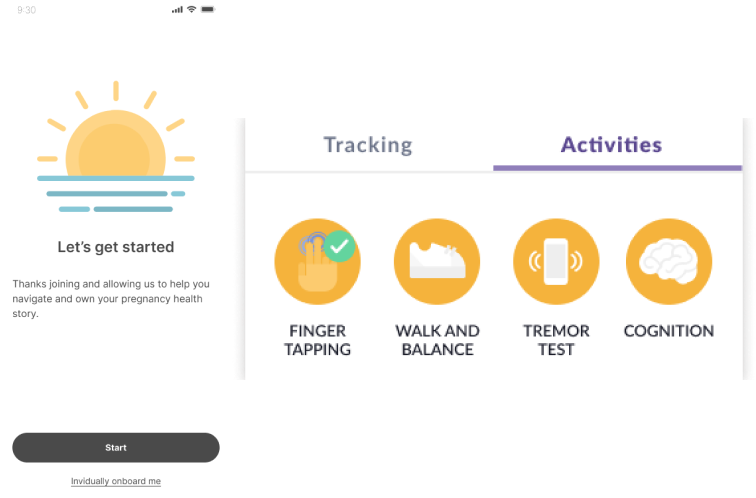 9:30
Let's get started
Thanks joining and allowing us to help you
navigate and own your pregnancy health
story.
Start
Invidually onboard me
Tracking
Activities
FINGER
TAPPING
WALK AND
BALANCE
TREMOR
TEST
COGNITION